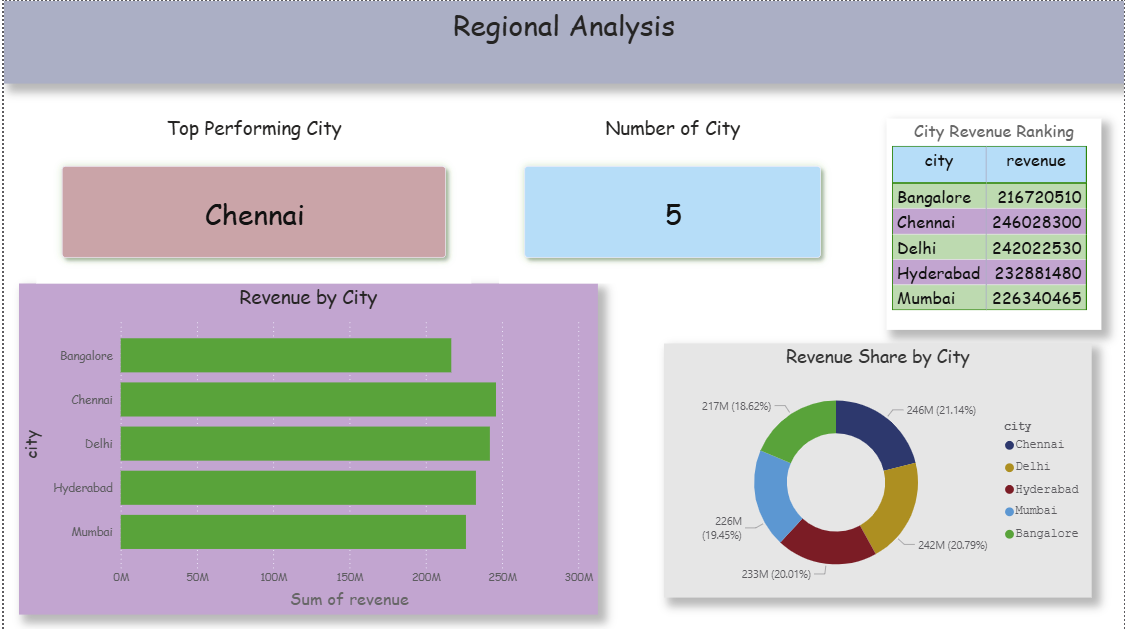 Regional Analysis
Top Performing City
Chennai
Number of City
5
City Revenue Ranking
city revenue
Bangalore 216720510
Chennai 246028300
Delhi 242022530
Hyderabad 232881480
Mumbai 226340465
Revenue by City
city
Bangalore
Chennai
Delhi
Hyderabad
Mumbai
0M 50M 100M 150M 200M 250M 300M
Sum of revenue
Revenue Share by City
217M (18.62%)
246M (21.14%)
226M
(19.45%)
242M (20.79%)
233M (20.01%)
city
Chennai
Delhi
Hyderabad
Mumbai
Bangalore